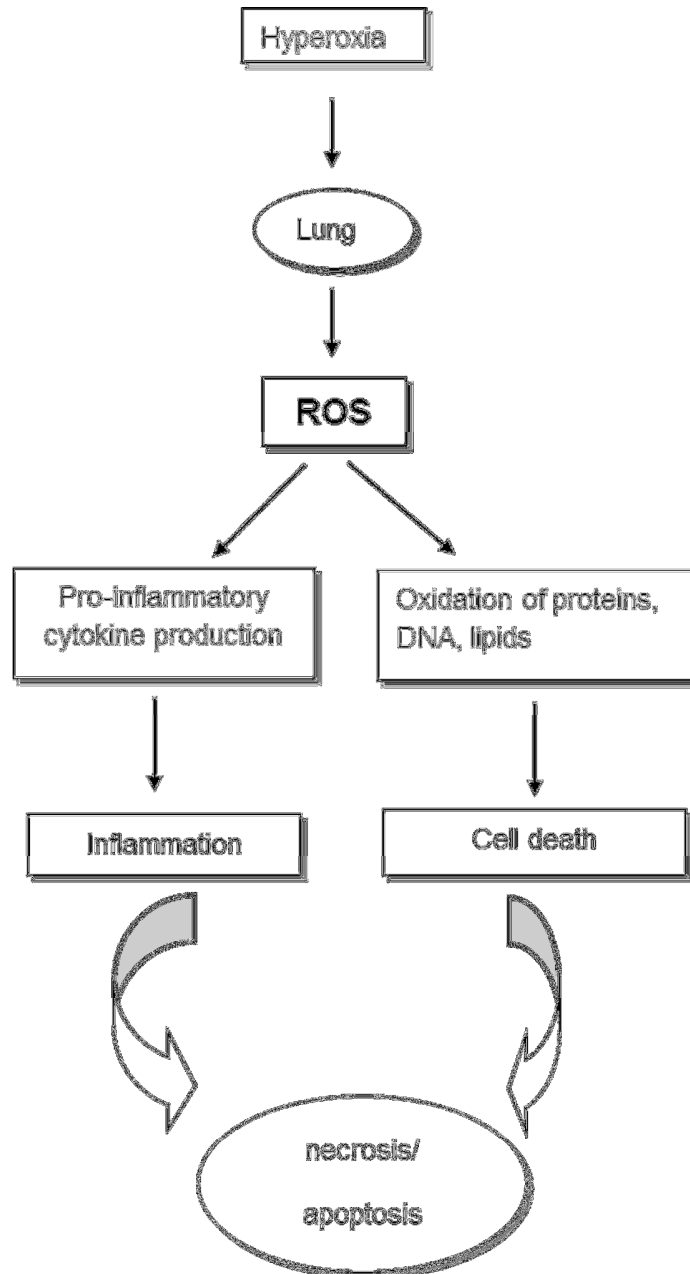 Hyperoxia
Lung
ROS
Pro-inflammatory
cytokine production
Oxidation of proteins,
DNA, lipids
Inflammation
Cell death
necrosis/
apoptosis